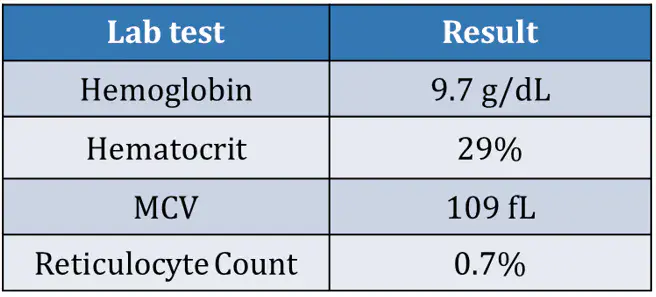 Lab test Result
Hemoglobin 9.7 g/dL
Hematocrit 29%
MCV 109 fL
Reticulocyte Count 0.7%